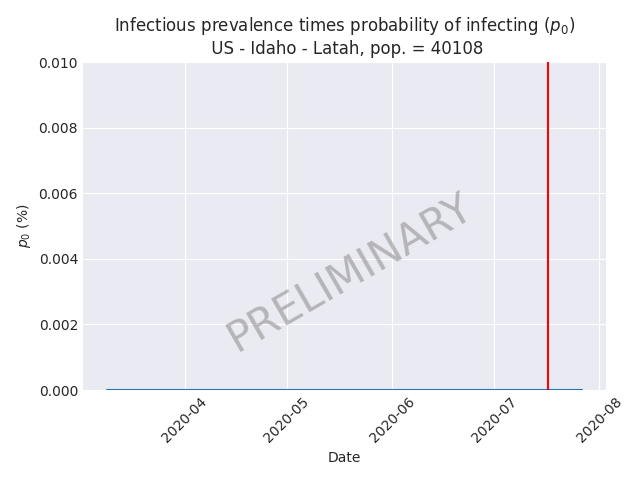 Infectious prevalence times probability of infecting (p₀)
US - Idaho - Latah, pop. = 40108
0.010
0.008
0.006
0.004
0.002
0.000
p₀ (%)
PRELIMINARY
2020-04
2020-05
2020-06
2020-07
2020-08
Date